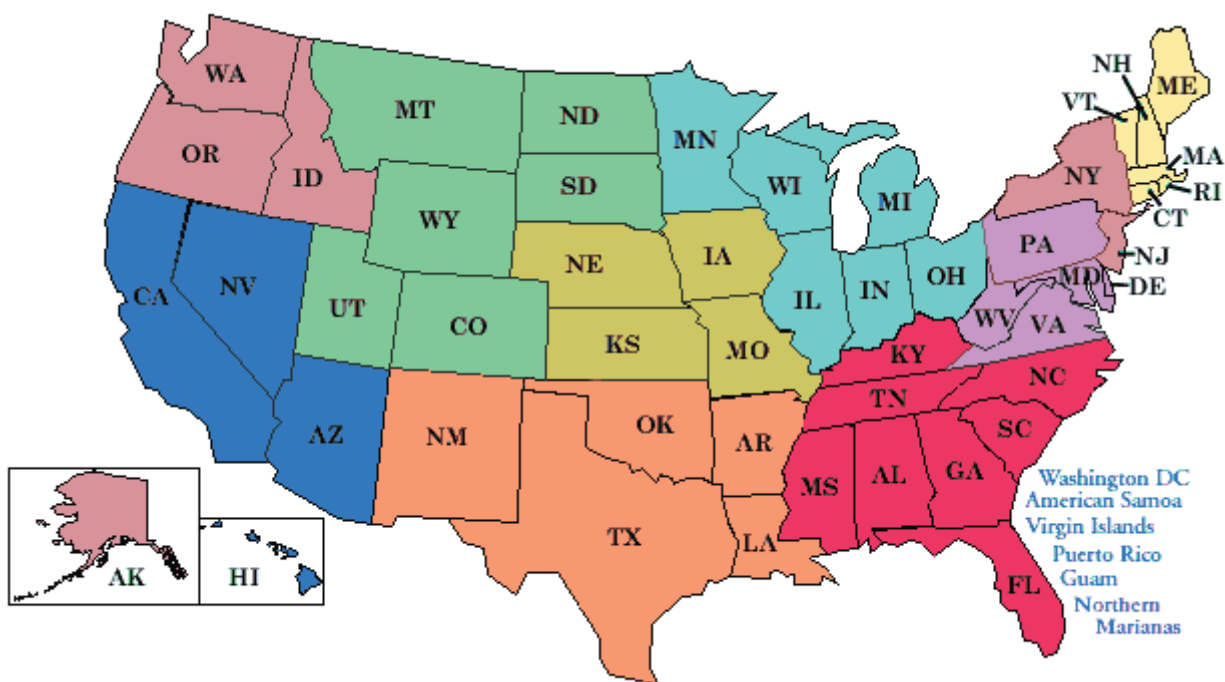 WA
MT
ND
MN
NH
ME
VT
OR
ID
SD
WI
MI
NY
MA
RI
CT
WY
NE
IA
PA
NJ
CA
NV
UT
CO
IL
IN
OH
MD
DE
WV
VA
KS
MO
KY
NC
TN
AZ
NM
OK
AR
SC
MS
AL
GA
TX
LA
FL
AK
HI
Washington DC
American Samoa
Virgin Islands
Puerto Rico
Guam
Northern
Marianas